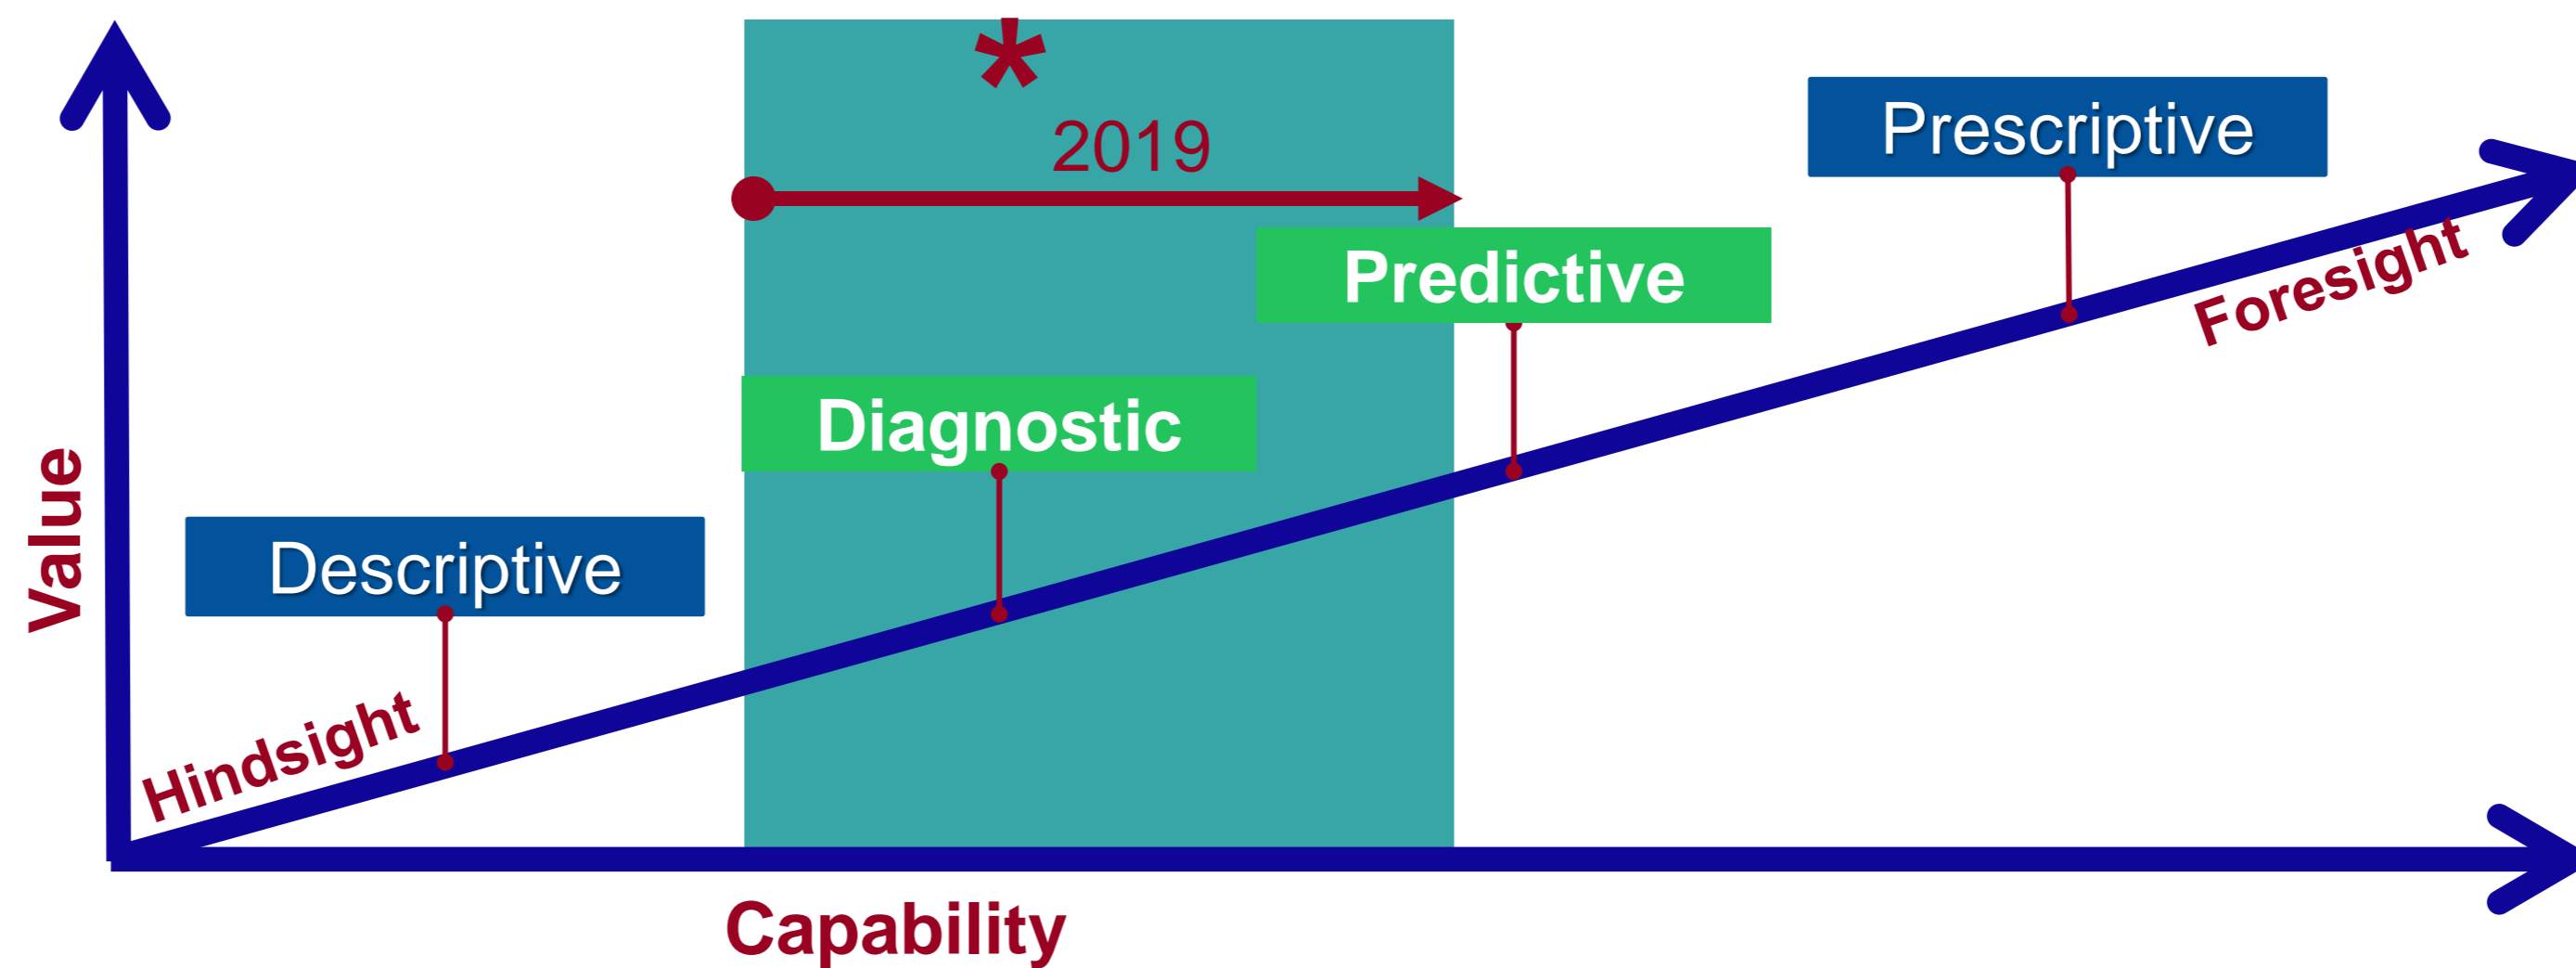 *
2019
Prescriptive
Predictive
Foresight
Diagnostic
Value
Descriptive
Hindsight
Capability